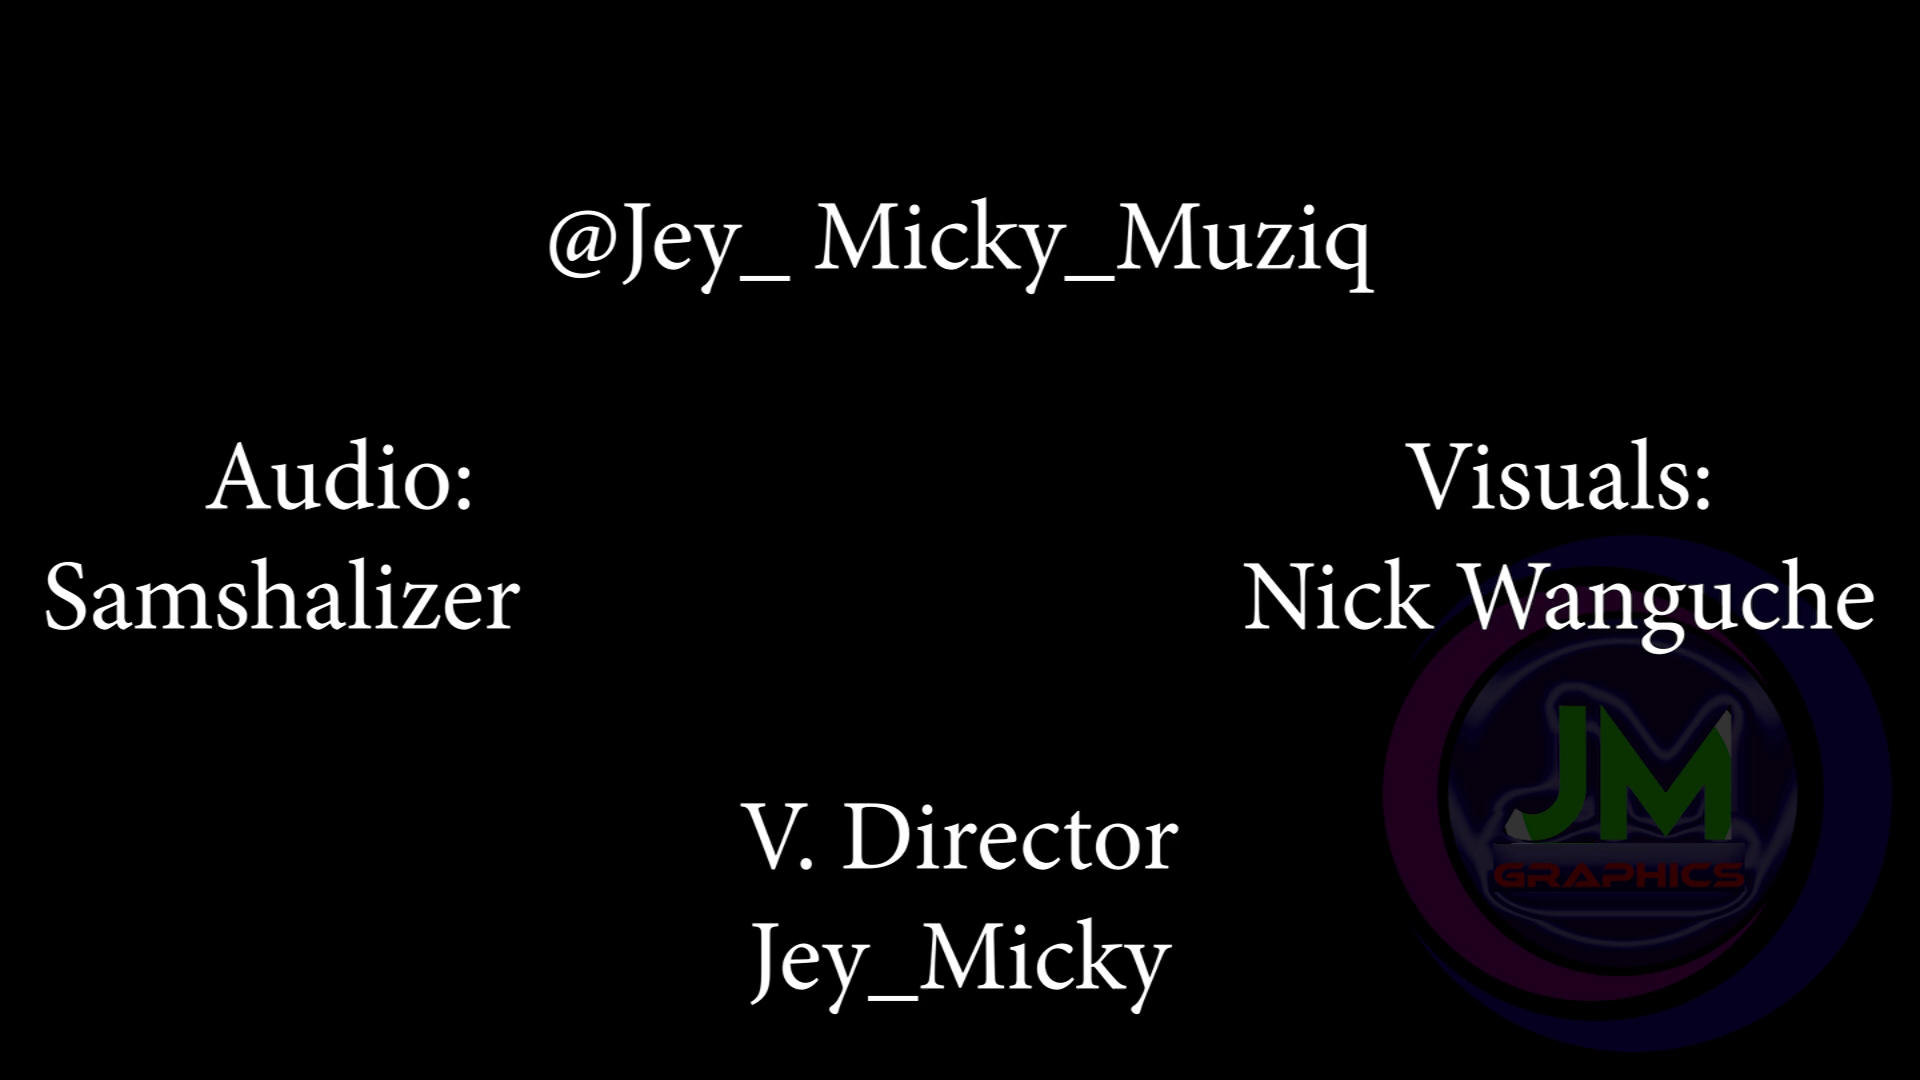 @Jey_ Micky_Muziq
Audio:
Samshalizer
Visuals:
Nick Wanguche
V. Director
Jey_Micky
JM
GRAPHICS